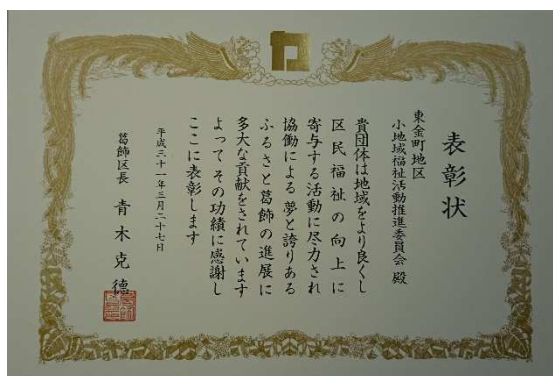 表彰状
東金町地区
小地域福祉活動推進委員会 殿
貴団体は地域をより良くし
区民福祉の向上に
寄与する活動に尽力され
協働による 夢と誇りある
ふるさと葛飾の進展に
多大な貢献をされています
よって その功績に感謝し
ここに表彰します
平成三十一年三月二十七日
葛飾区長 青木克德